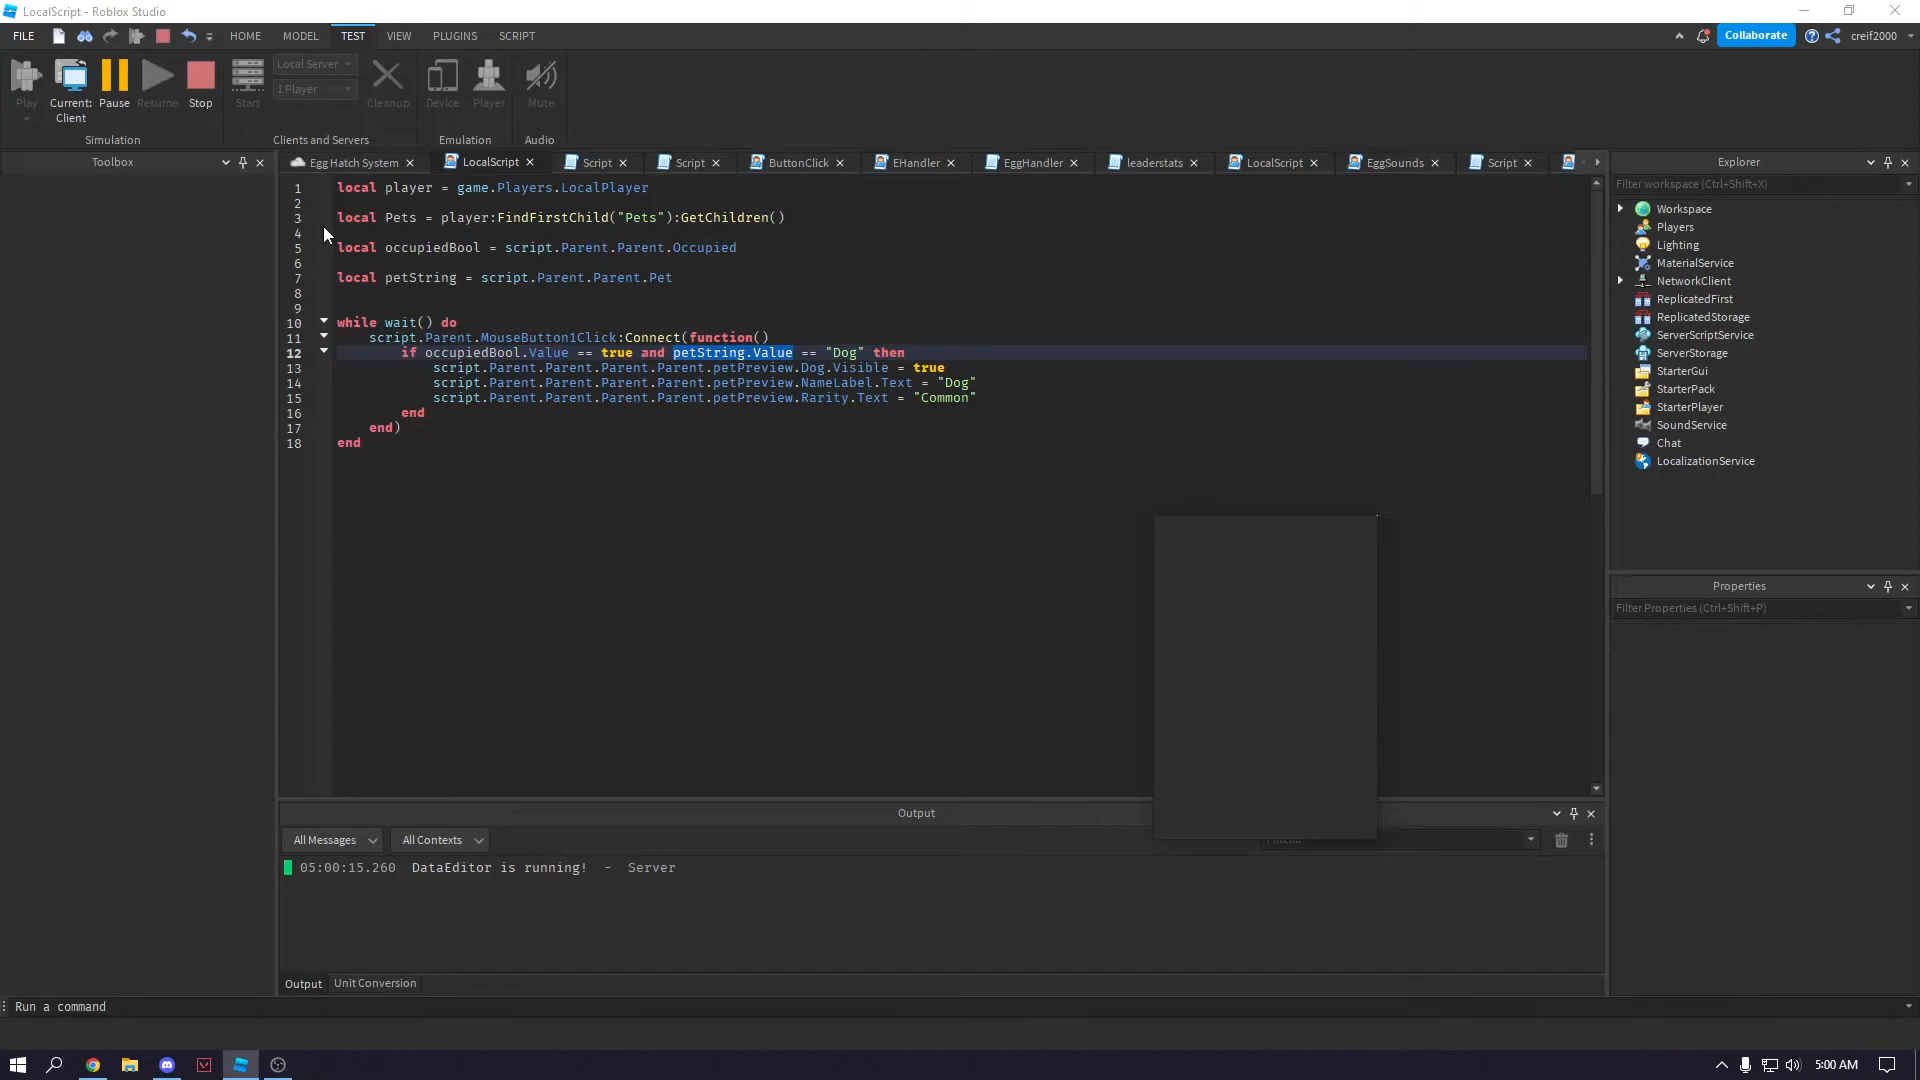 LocalScript - Roblox Studio
FILE HOME MODEL TEST VIEW PLUGINS SCRIPT Collaborate creif2000
Play Current: Client Pause Resume Stop Start Local Server 1 Player Cleanup Device Player Mute
Simulation Clients and Servers Emulation Audio
Toolbox
Egg Hatch System LocalScript Script Script ButtonClick EHandler EggHandler leaderstats LocalScript EggSounds Script
1 local player = game.Players.LocalPlayer
2
3 local Pets = player:FindFirstChild("Pets"):GetChildren()
4
5 local occupiedBool = script.Parent.Parent.Occupied
6
7 local petString = script.Parent.Parent.Pet
8
9
10 while wait() do
11 script.Parent.MouseButton1Click:Connect(function()
12 if occupiedBool.Value == true and petString.Value == "Dog" then
13 script.Parent.Parent.Parent.Parent.petPreview.Dog.Visible = true
14 script.Parent.Parent.Parent.Parent.petPreview.NameLabel.Text = "Dog"
15 script.Parent.Parent.Parent.Parent.petPreview.Rarity.Text = "Common"
16 end
17 end)
18 end
Explorer
Filter workspace (Ctrl+Shift+X)
Workspace
Players
Lighting
MaterialService
NetworkClient
ReplicatedFirst
ReplicatedStorage
ServerScriptService
ServerStorage
StarterGui
StarterPack
StarterPlayer
SoundService
Chat
LocalizationService
Properties
Filter Properties (Ctrl+Shift+P)
Output
All Messages All Contexts
05:00:15.260 DataEditor is running! - Server
Output Unit Conversion
Run a command
5:00 AM